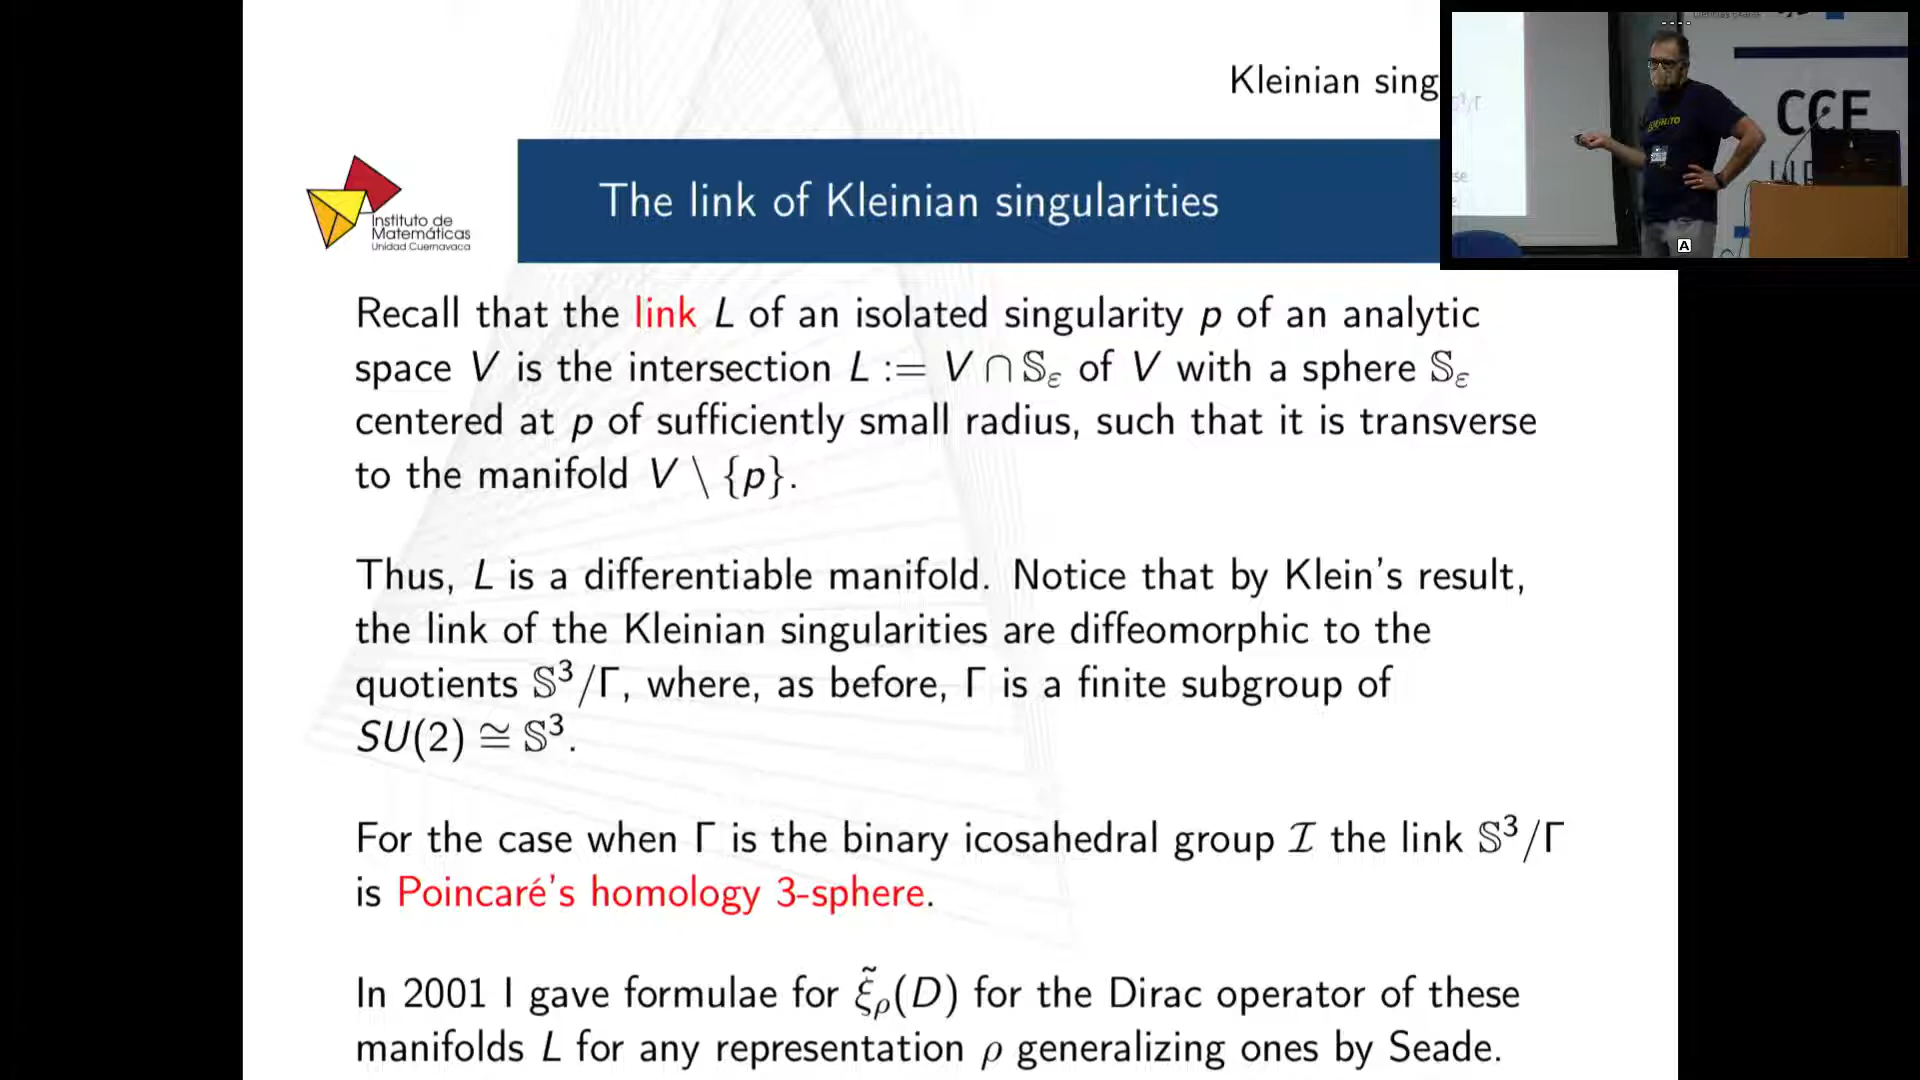 Kleinian sing
Instituto de
Matemáticas
Unidad Cuernavaca
The link of Kleinian singularities
Recall that the link L of an isolated singularity p of an analytic
space V is the intersection L := V ∩ 𝕊_ε of V with a sphere 𝕊_ε
centered at p of sufficiently small radius, such that it is transverse
to the manifold V \ {p}.
Thus, L is a differentiable manifold. Notice that by Klein's result,
the link of the Kleinian singularities are diffeomorphic to the
quotients 𝕊³/Γ, where, as before, Γ is a finite subgroup of
SU(2) ≅ 𝕊³.
For the case when Γ is the binary icosahedral group ℐ the link 𝕊³/Γ
is Poincaré's homology 3-sphere.
In 2001 I gave formulae for ξ̃_ρ(D) for the Dirac operator of these
manifolds L for any representation ρ generalizing ones by Seade.
CCE
A